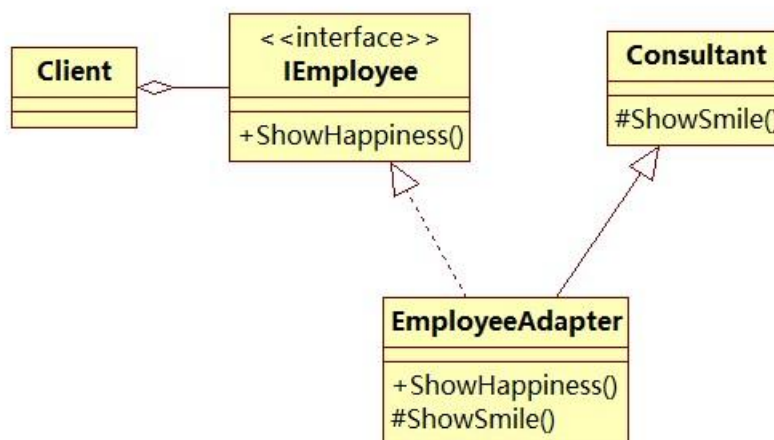 Client
<<interface>>
IEmployee
+ShowHappiness()
Consultant
#ShowSmile()
EmployeeAdapter
+ShowHappiness()
#ShowSmile()